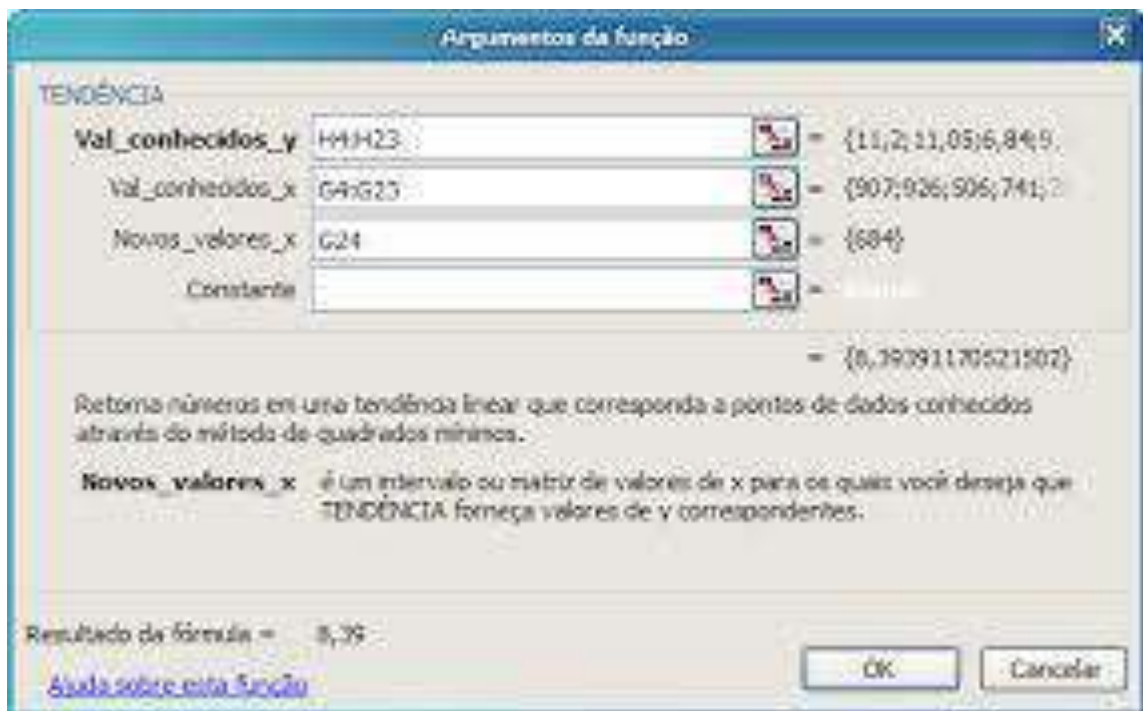 Argumentos da função
TENDÊNCIA
Val_conhecidos_y H4:H23 = {11,2;11,05;6,84;9,
Val_conhecidos_x G4:G23 = {907;926;506;741;
Novos_valores_x G24 = {684}
Constante =
= {8,39391170521502}
Retorna números em uma tendência linear que corresponda a pontos de dados conhecidos
através do método de quadrados mínimos.
Novos_valores_x é um intervalo ou matriz de valores de x para os quais você deseja que
TENDÊNCIA forneça valores de y correspondentes.
Resultado da fórmula = 8,39
Ajuda sobre esta função
OK Cancelar